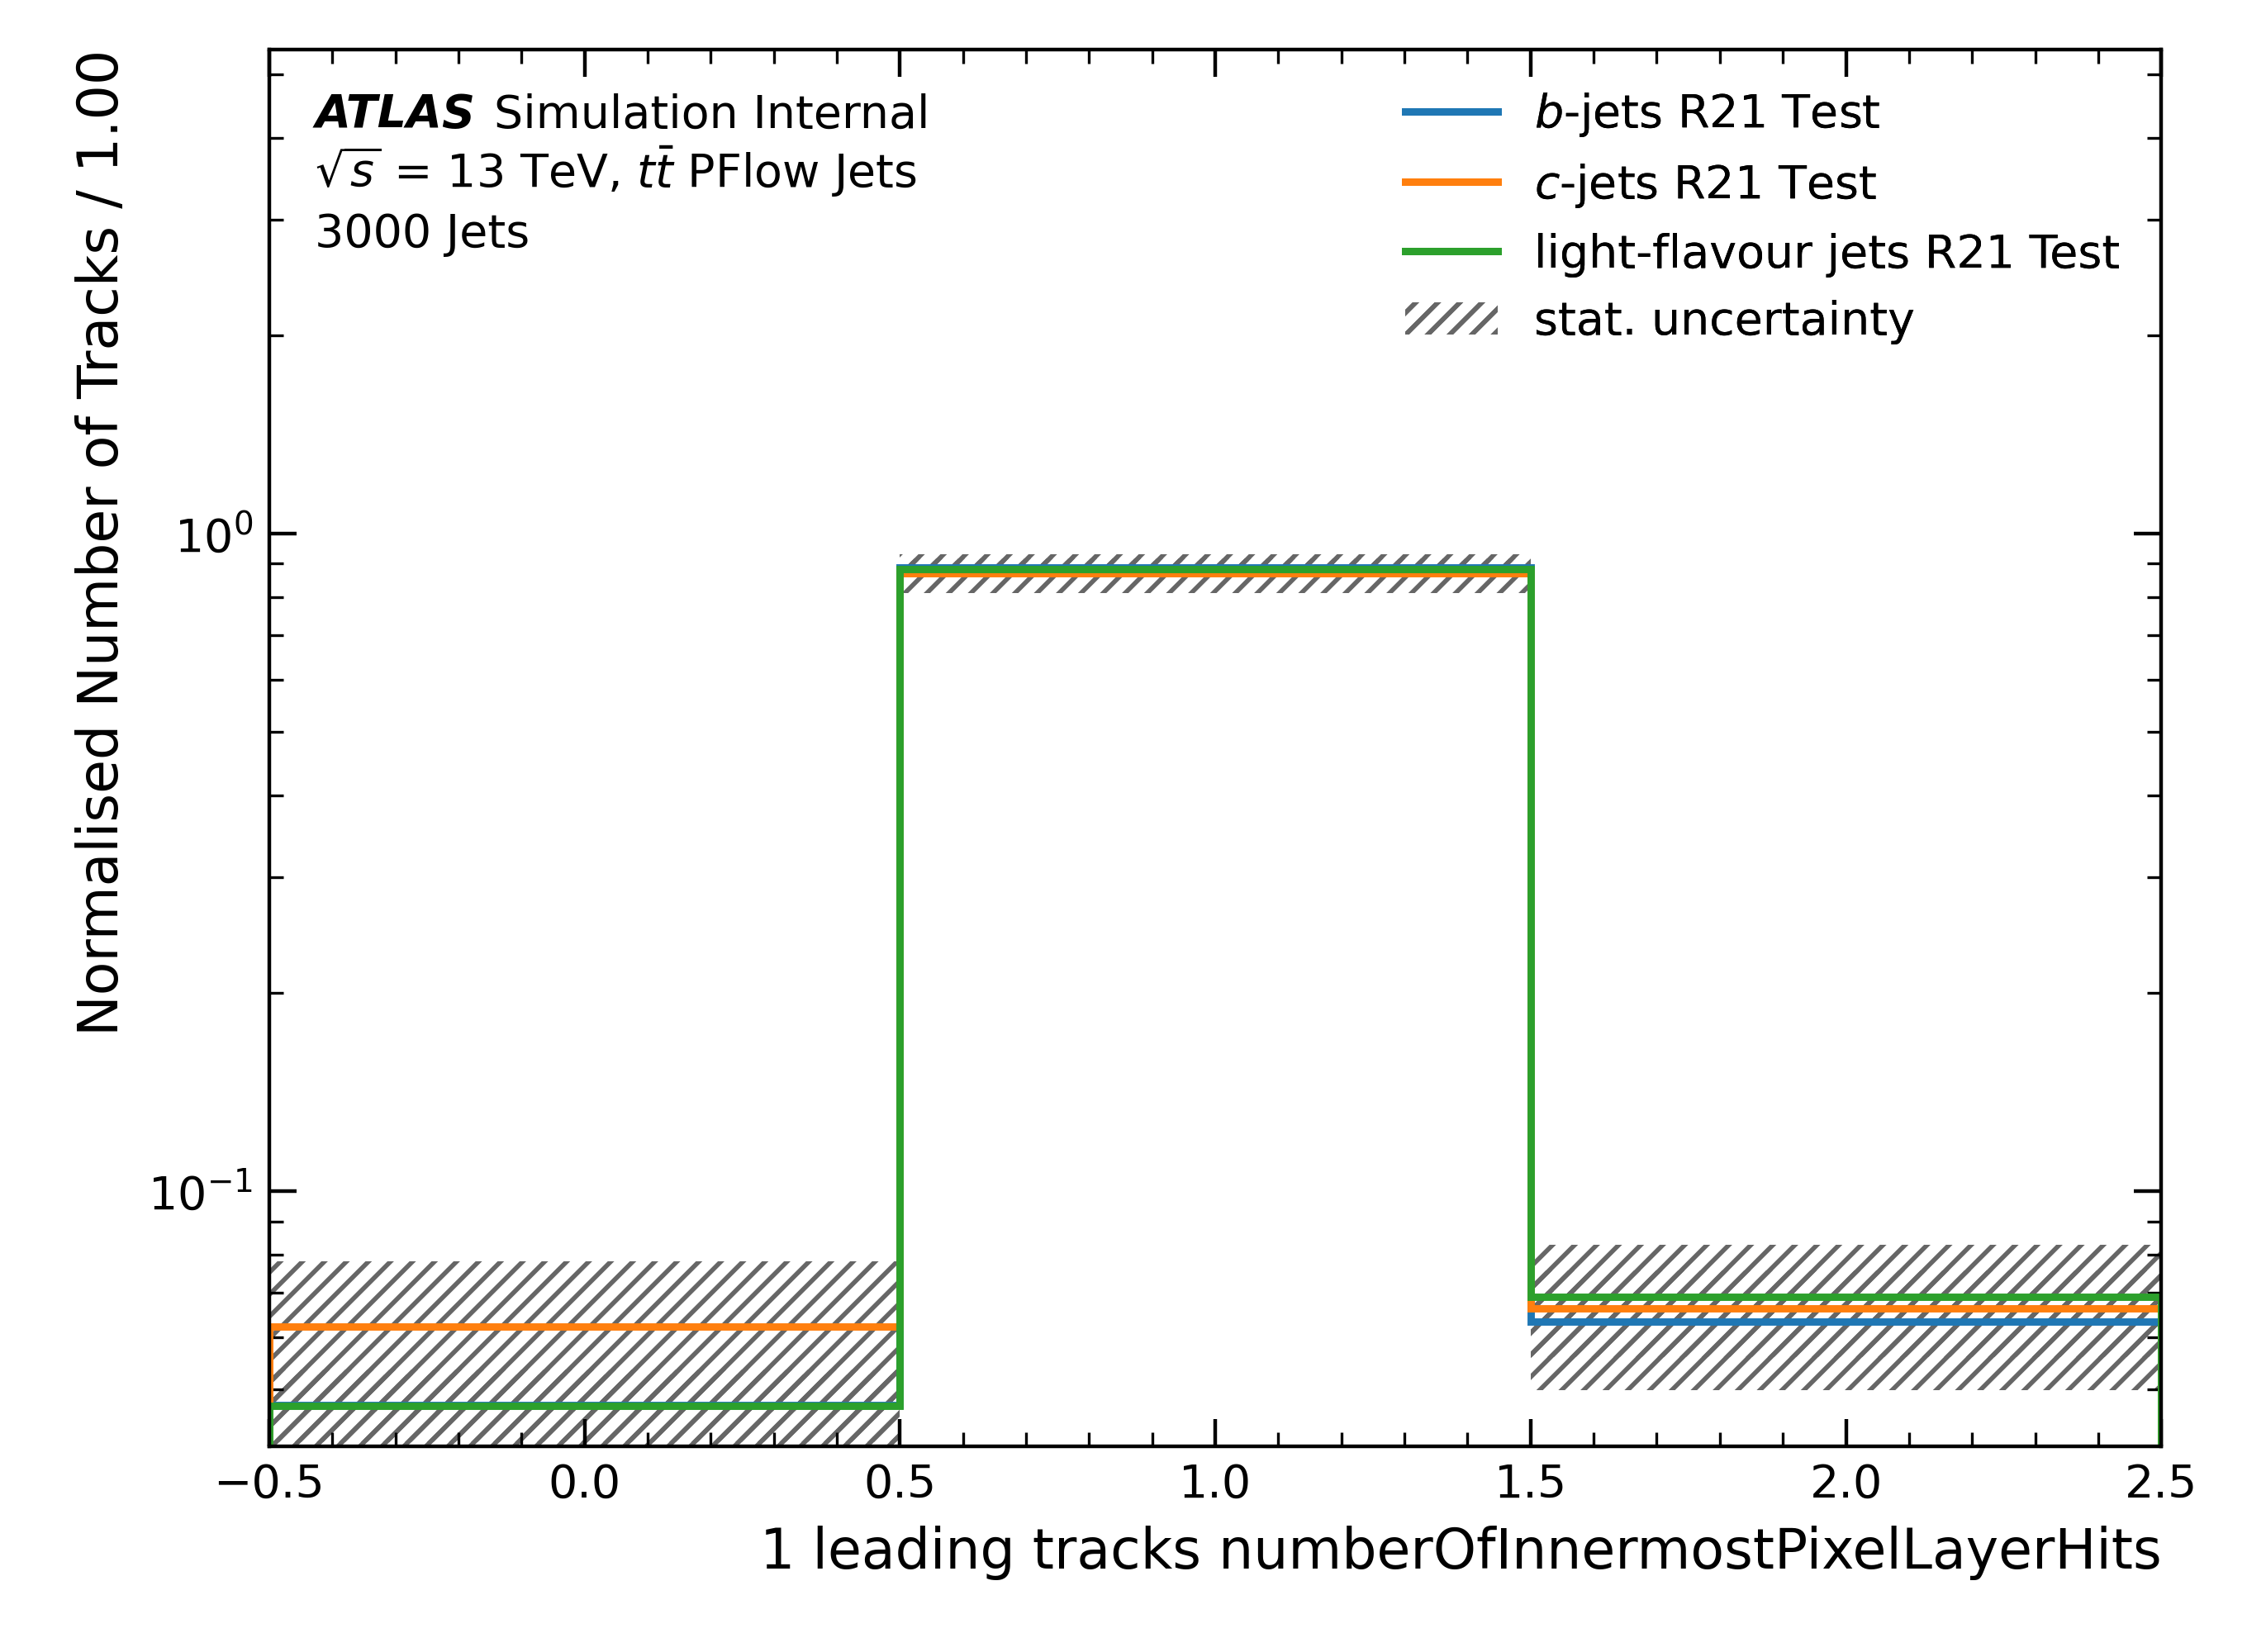 ATLAS Simulation Internal
√s = 13 TeV, tt̄ PFlow Jets
3000 Jets
b-jets R21 Test
c-jets R21 Test
light-flavour jets R21 Test
stat. uncertainty
Normalised Number of Tracks / 1.00
10⁰
10⁻¹
−0.5 0.0 0.5 1.0 1.5 2.0 2.5
1 leading tracks numberOfInnermostPixelLayerHits